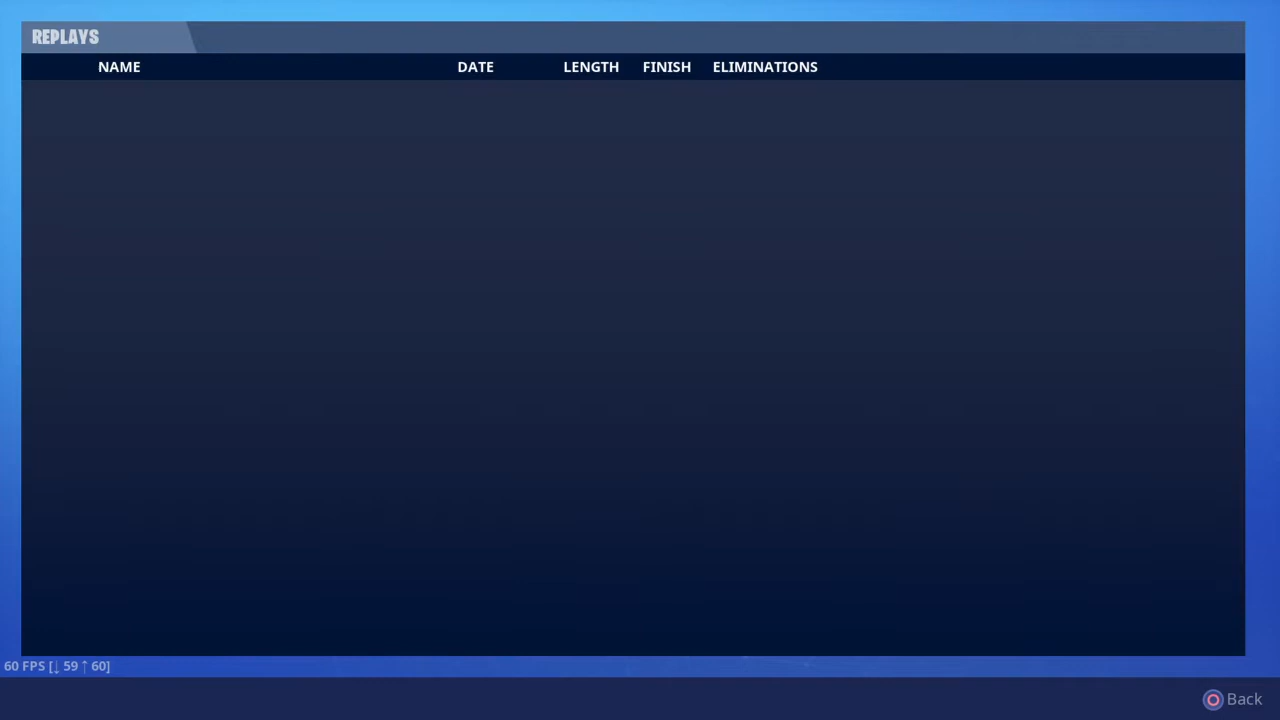 REPLAYS
NAME DATE LENGTH FINISH ELIMINATIONS
60 FPS [↓ 59 ↑ 60]
Back